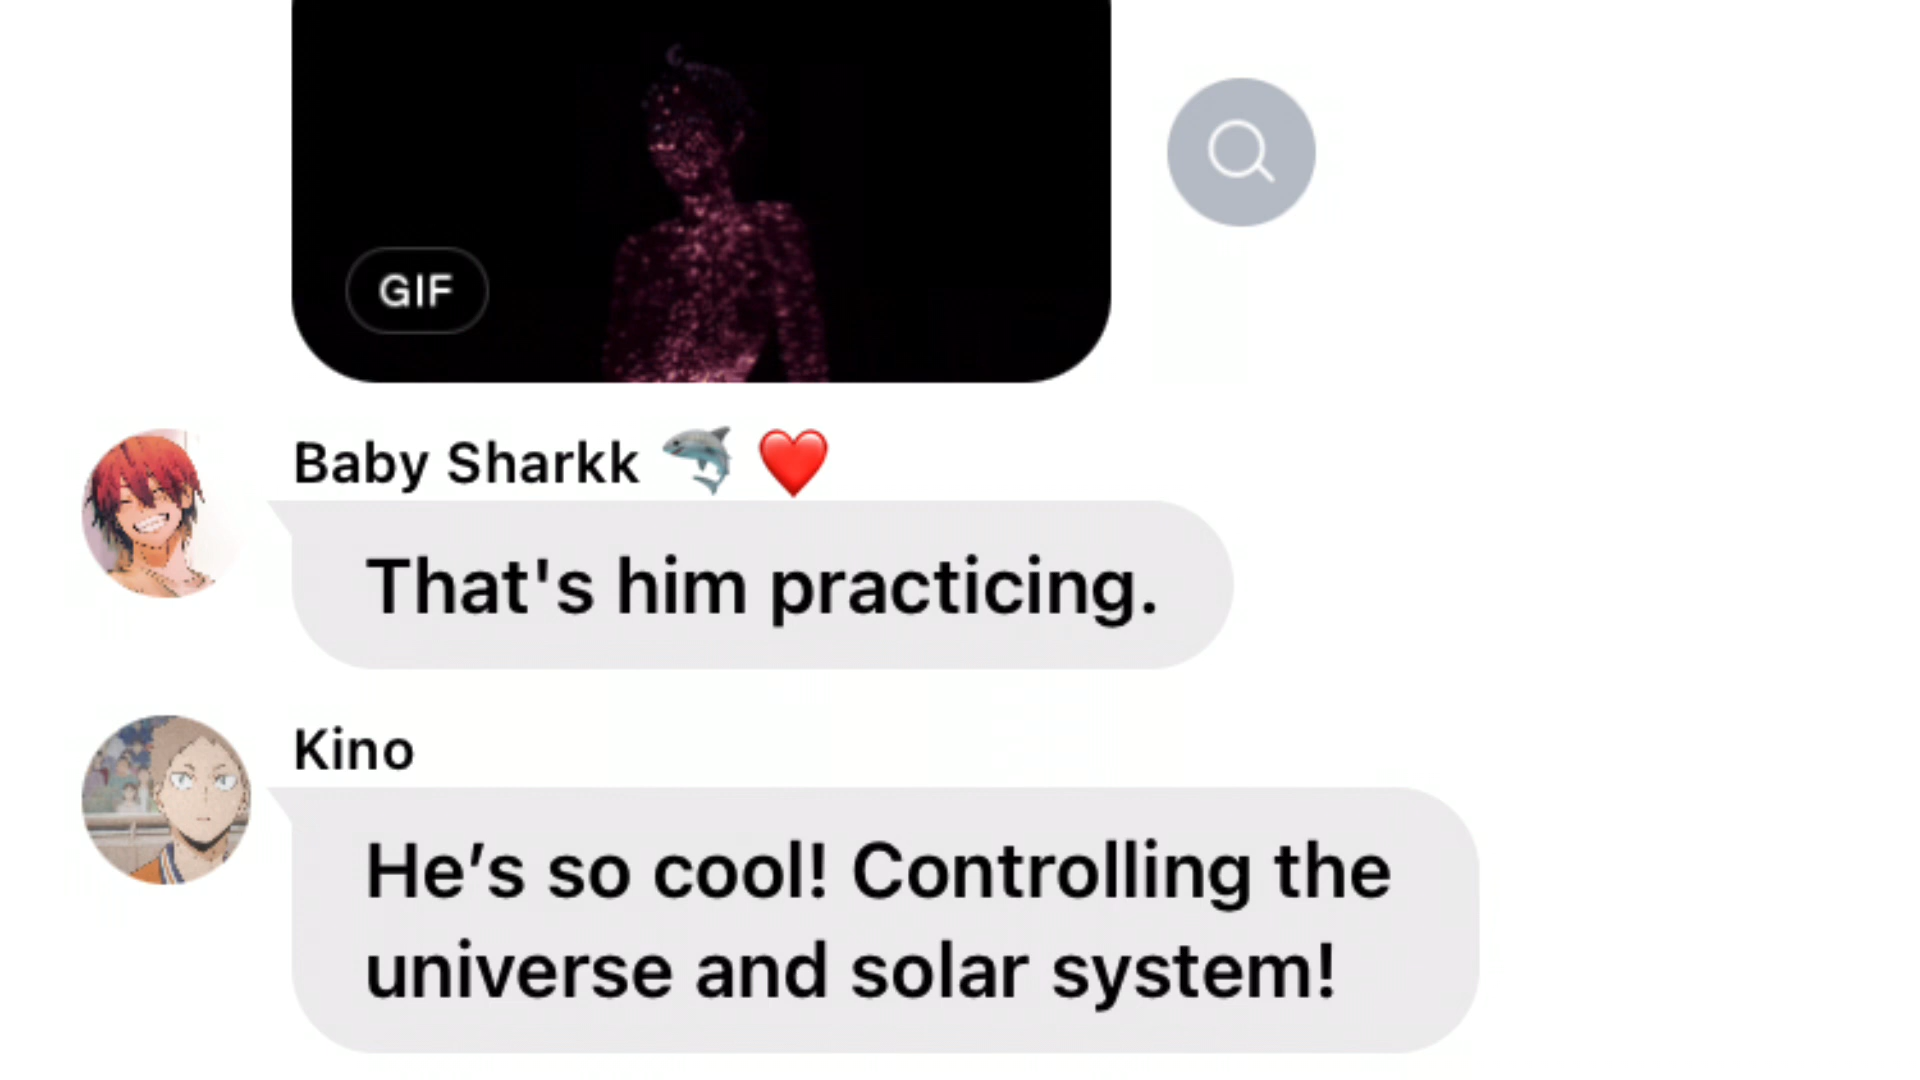 GIF
Baby Sharkk 🦈 ❤️
That's him practicing.
Kino
He’s so cool! Controlling the
universe and solar system!